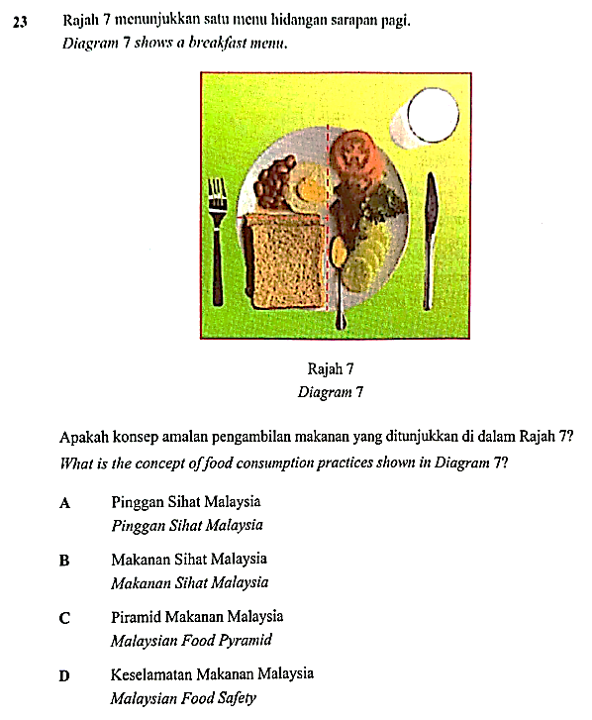 23 Rajah 7 menunjukkan satu menu hidangan sarapan pagi.
Diagram 7 shows a breakfast menu.
Rajah 7
Diagram 7
Apakah konsep amalan pengambilan makanan yang ditunjukkan di dalam Rajah 7?
What is the concept of food consumption practices shown in Diagram 7?
A Pinggan Sihat Malaysia
Pinggan Sihat Malaysia
B Makanan Sihat Malaysia
Makanan Sihat Malaysia
C Piramid Makanan Malaysia
Malaysian Food Pyramid
D Keselamatan Makanan Malaysia
Malaysian Food Safety